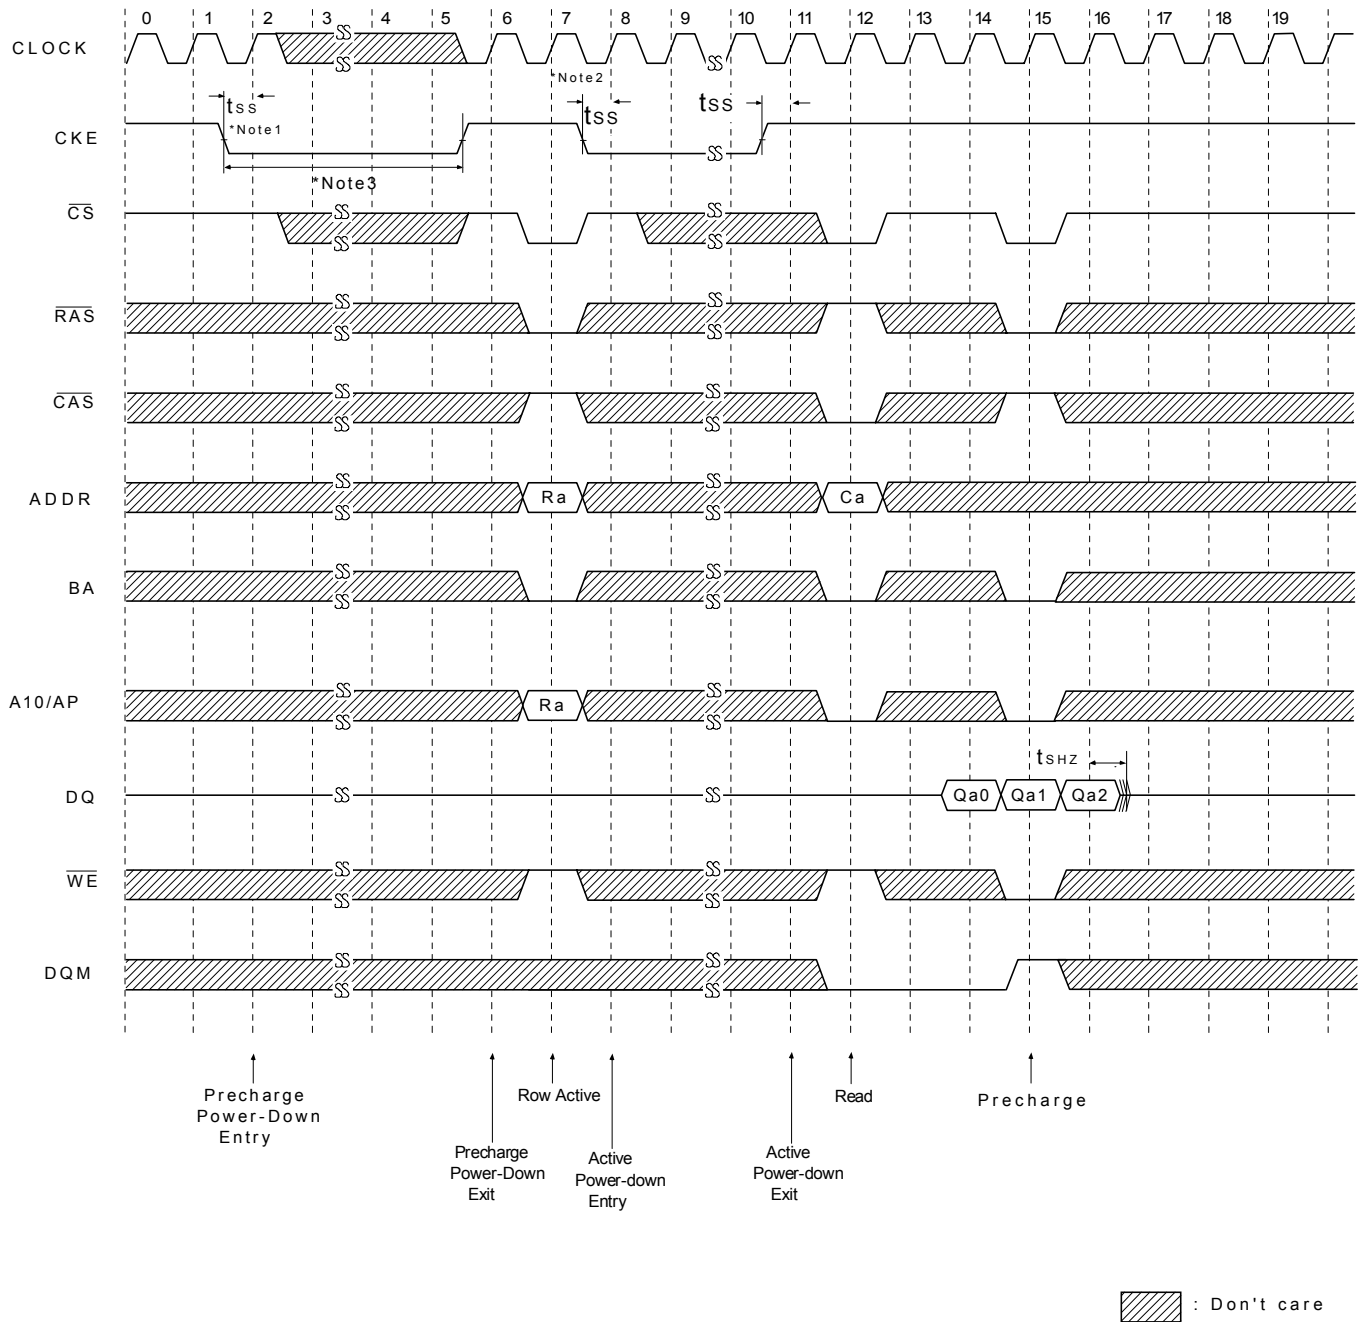 0 1 2 3 4 5 6 7 8 9 10 11 12 13 14 15 16 17 18 19
CLOCK
*Note2
tSS
tSS
tSS
*Note1
CKE
*Note3
CS
RAS
CAS
ADDR
Ra
Ca
BA
A10/AP
Ra
tSHZ
DQ
Qa0 Qa1 Qa2
WE
DQM
Precharge
Power-Down
Entry
Row Active
Read
Precharge
Precharge
Power-Down
Exit
Active
Power-down
Entry
Active
Power-down
Exit
: Don't care